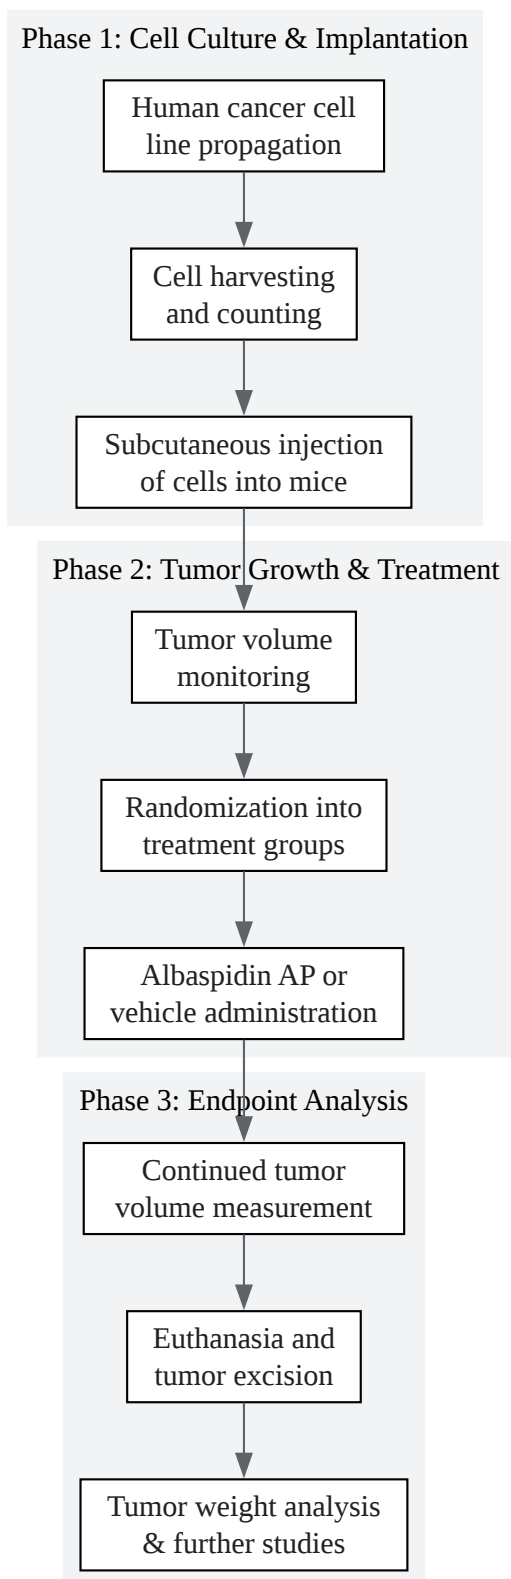 Phase 1: Cell Culture & Implantation
Human cancer cell
line propagation
Cell harvesting
and counting
Subcutaneous injection
of cells into mice
Phase 2: Tumor Growth & Treatment
Tumor volume
monitoring
Randomization into
treatment groups
Albaspidin AP or
vehicle administration
Phase 3: Endpoint Analysis
Continued tumor
volume measurement
Euthanasia and
tumor excision
Tumor weight analysis
& further studies